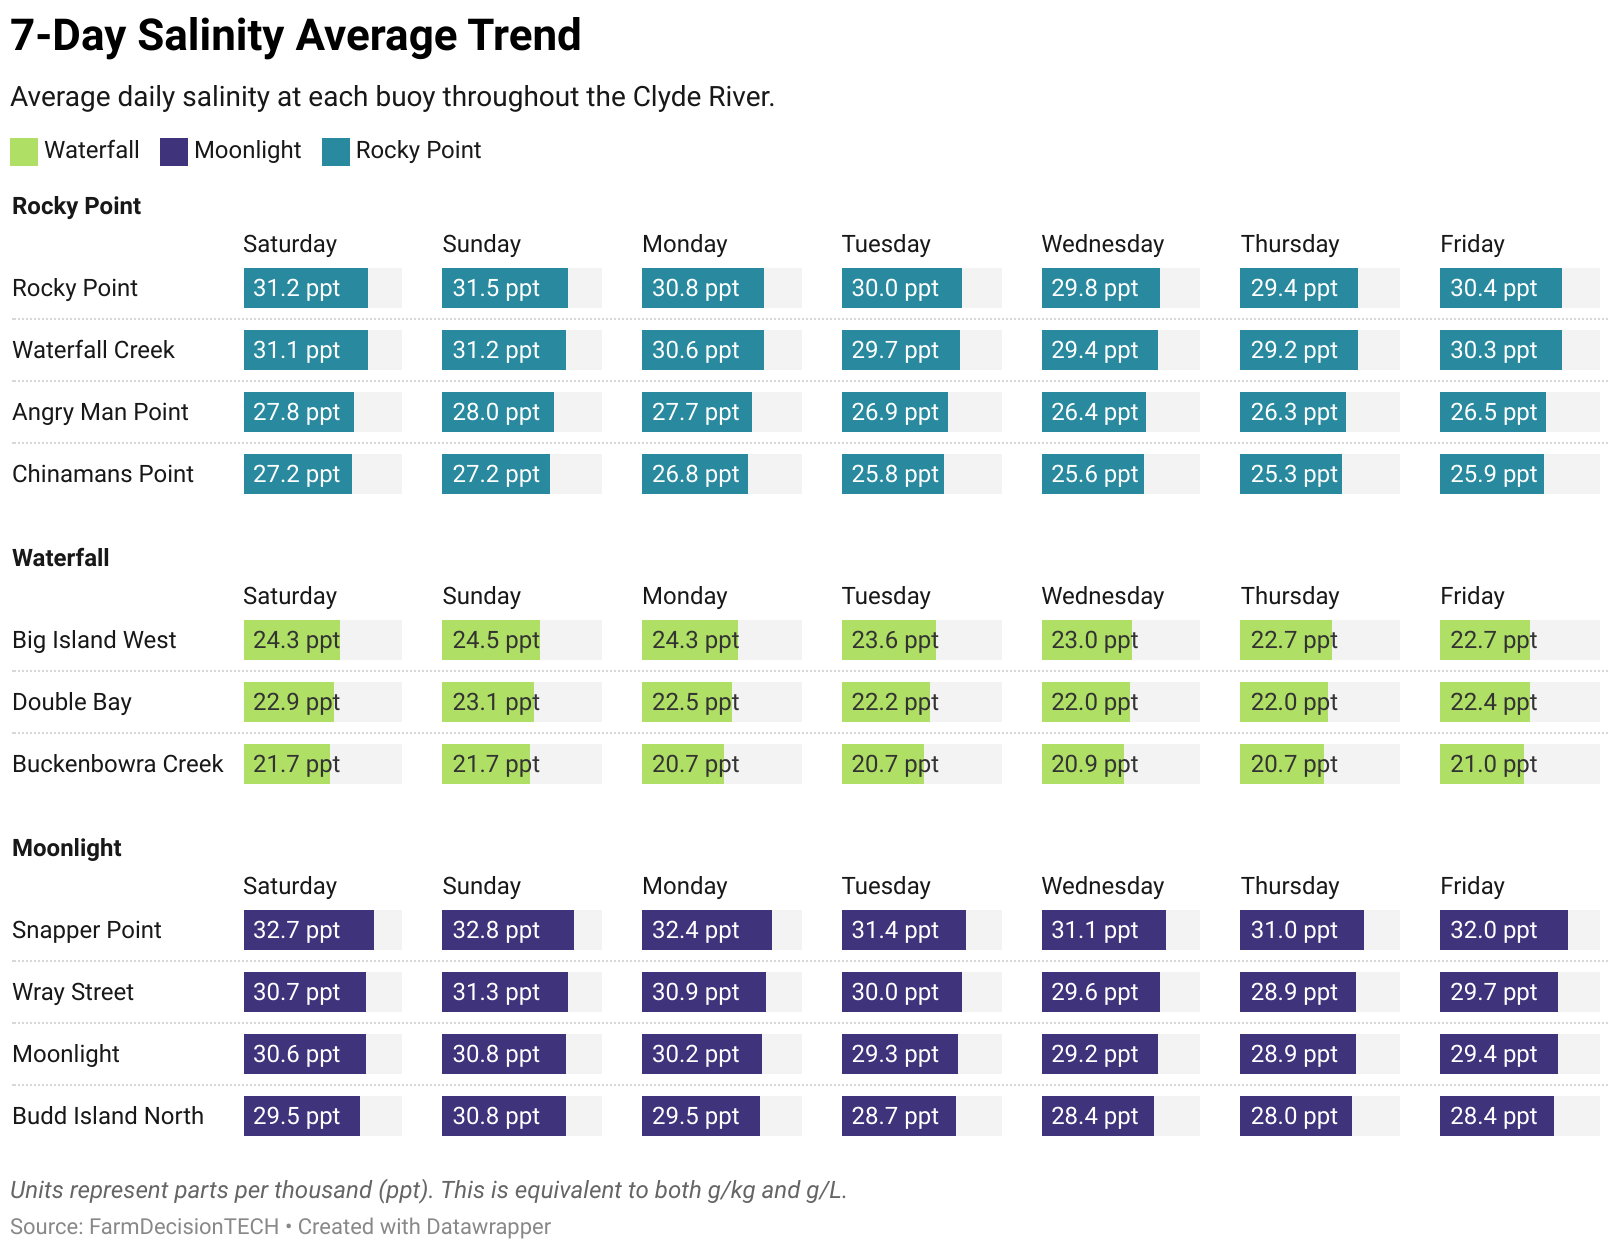 7-Day Salinity Average Trend
Average daily salinity at each buoy throughout the Clyde River.
Waterfall Moonlight Rocky Point
Rocky Point
Saturday Sunday Monday Tuesday Wednesday Thursday Friday
Rocky Point 31.2 ppt 31.5 ppt 30.8 ppt 30.0 ppt 29.8 ppt 29.4 ppt 30.4 ppt
Waterfall Creek 31.1 ppt 31.2 ppt 30.6 ppt 29.7 ppt 29.4 ppt 29.2 ppt 30.3 ppt
Angry Man Point 27.8 ppt 28.0 ppt 27.7 ppt 26.9 ppt 26.4 ppt 26.3 ppt 26.5 ppt
Chinamans Point 27.2 ppt 27.2 ppt 26.8 ppt 25.8 ppt 25.6 ppt 25.3 ppt 25.9 ppt
Waterfall
Saturday Sunday Monday Tuesday Wednesday Thursday Friday
Big Island West 24.3 ppt 24.5 ppt 24.3 ppt 23.6 ppt 23.0 ppt 22.7 ppt 22.7 ppt
Double Bay 22.9 ppt 23.1 ppt 22.5 ppt 22.2 ppt 22.0 ppt 22.0 ppt 22.4 ppt
Buckenbowra Creek 21.7 ppt 21.7 ppt 20.7 ppt 20.7 ppt 20.9 ppt 20.7 ppt 21.0 ppt
Moonlight
Saturday Sunday Monday Tuesday Wednesday Thursday Friday
Snapper Point 32.7 ppt 32.8 ppt 32.4 ppt 31.4 ppt 31.1 ppt 31.0 ppt 32.0 ppt
Wray Street 30.7 ppt 31.3 ppt 30.9 ppt 30.0 ppt 29.6 ppt 28.9 ppt 29.7 ppt
Moonlight 30.6 ppt 30.8 ppt 30.2 ppt 29.3 ppt 29.2 ppt 28.9 ppt 29.4 ppt
Budd Island North 29.5 ppt 30.8 ppt 29.5 ppt 28.7 ppt 28.4 ppt 28.0 ppt 28.4 ppt
Units represent parts per thousand (ppt). This is equivalent to both g/kg and g/L.
Source: FarmDecisionTECH • Created with Datawrapper